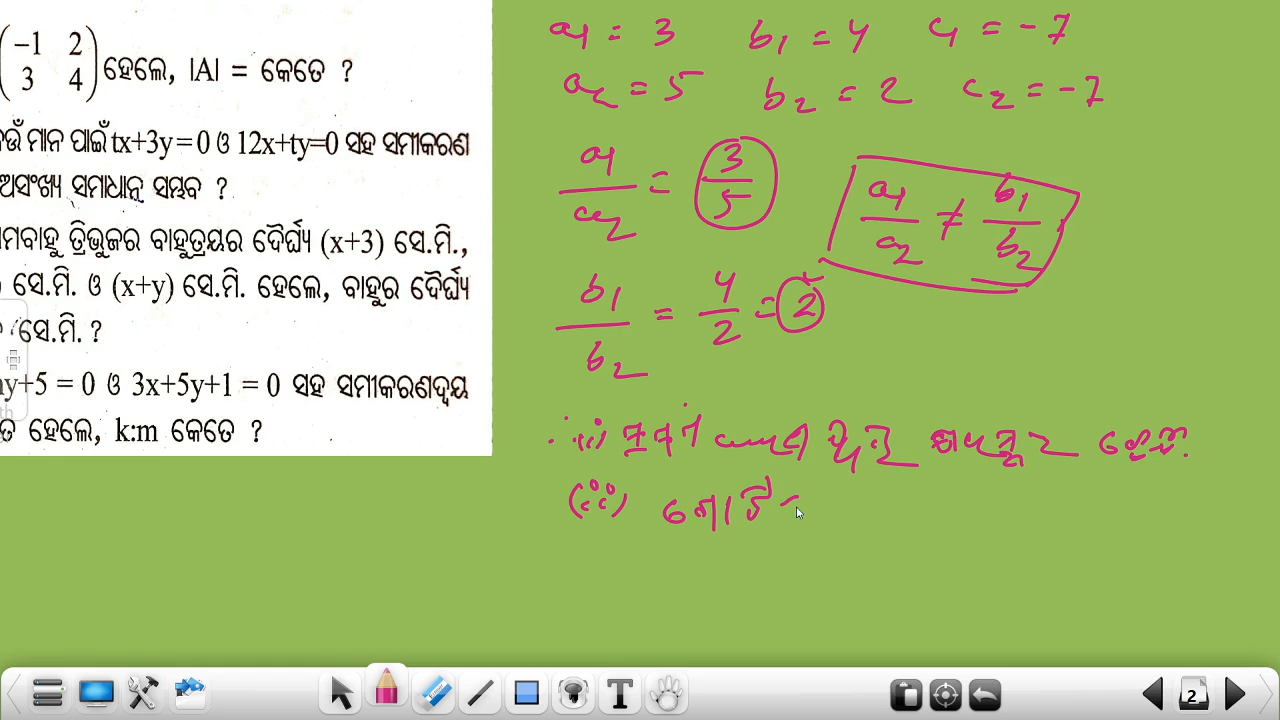 (-1 2
3 4) ହେଲେ, |A| = କେତେ ?
ମାନ ପାଇଁ tx+3y=0 ଓ 12x+ty=0 ସହ ସମୀକରଣ
ଅସଂଖ୍ୟ ସମାଧାନ ସମ୍ଭବ ?
ତ୍ରିଭୁଜର ବାହୁତ୍ରୟର ଦୈର୍ଘ୍ୟ (x+3) ସେ.ମି.,
ସେ.ମି. ଓ (x+y) ସେ.ମି. ହେଲେ, ବାହୁର ଦୈର୍ଘ୍ୟ
ସେ.ମି. ?
y+5 = 0 ଓ 3x+5y+1 = 0 ସହ ସମୀକରଣଦ୍ୱୟ
ହେଲେ, k:m କେତେ ?
a1 = 3 b1 = 4 c1 = -7
a2 = 5 b2 = 2 c2 = -7
a1/a2 = 3/5
a1/a2 ≠ b1/b2
b1/b2 = 4/2 = 2
(ii)
2